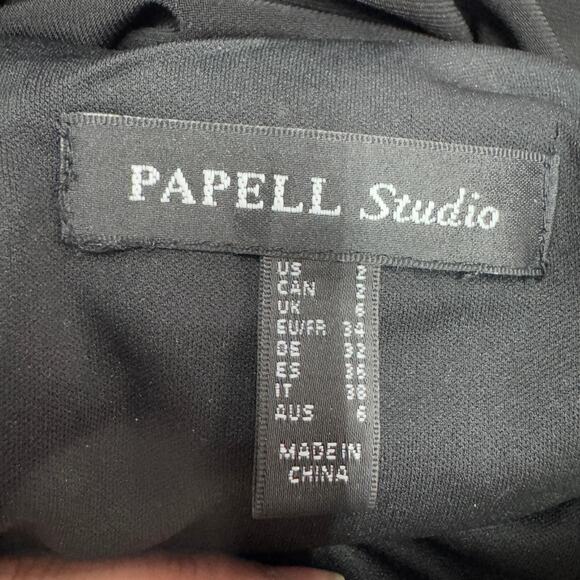 PAPELL Studio
US 2
CAN 2
UK 6
EU/FR 34
DE 32
ES 36
IT 38
AUS 6
MADE IN
CHINA